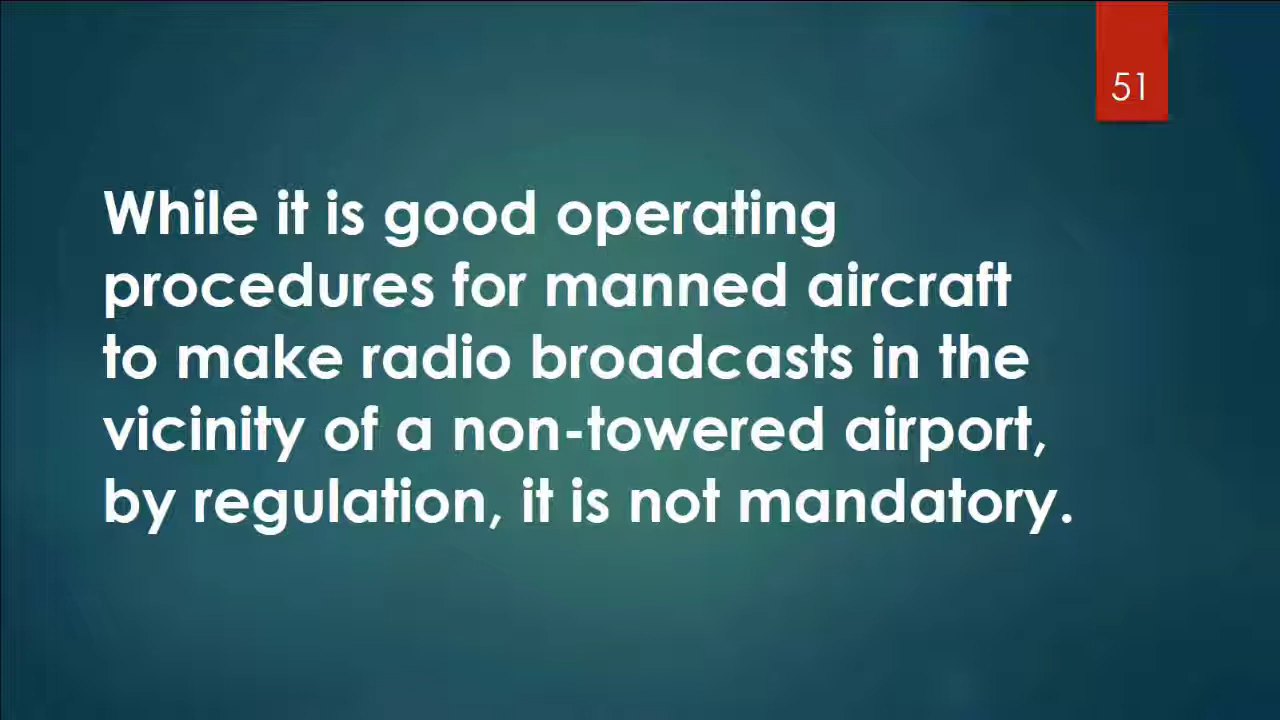 51
While it is good operating
procedures for manned aircraft
to make radio broadcasts in the
vicinity of a non-towered airport,
by regulation, it is not mandatory.